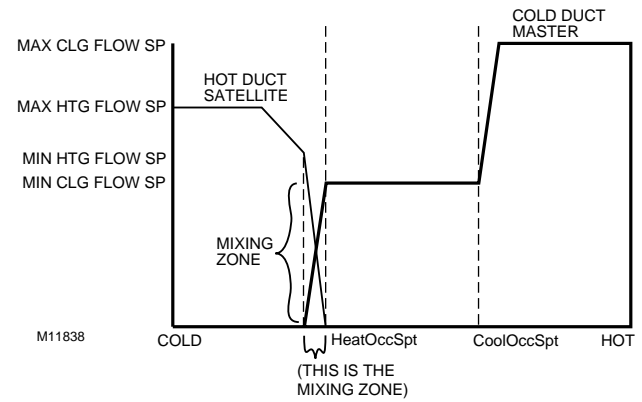 COLD DUCT
MASTER
MAX CLG FLOW SP
HOT DUCT
SATELLITE
MAX HTG FLOW SP
MIN HTG FLOW SP
MIN CLG FLOW SP
MIXING
ZONE
M11838
COLD
HeatOccSpt
CoolOccSpt
HOT
(THIS IS THE
MIXING ZONE)